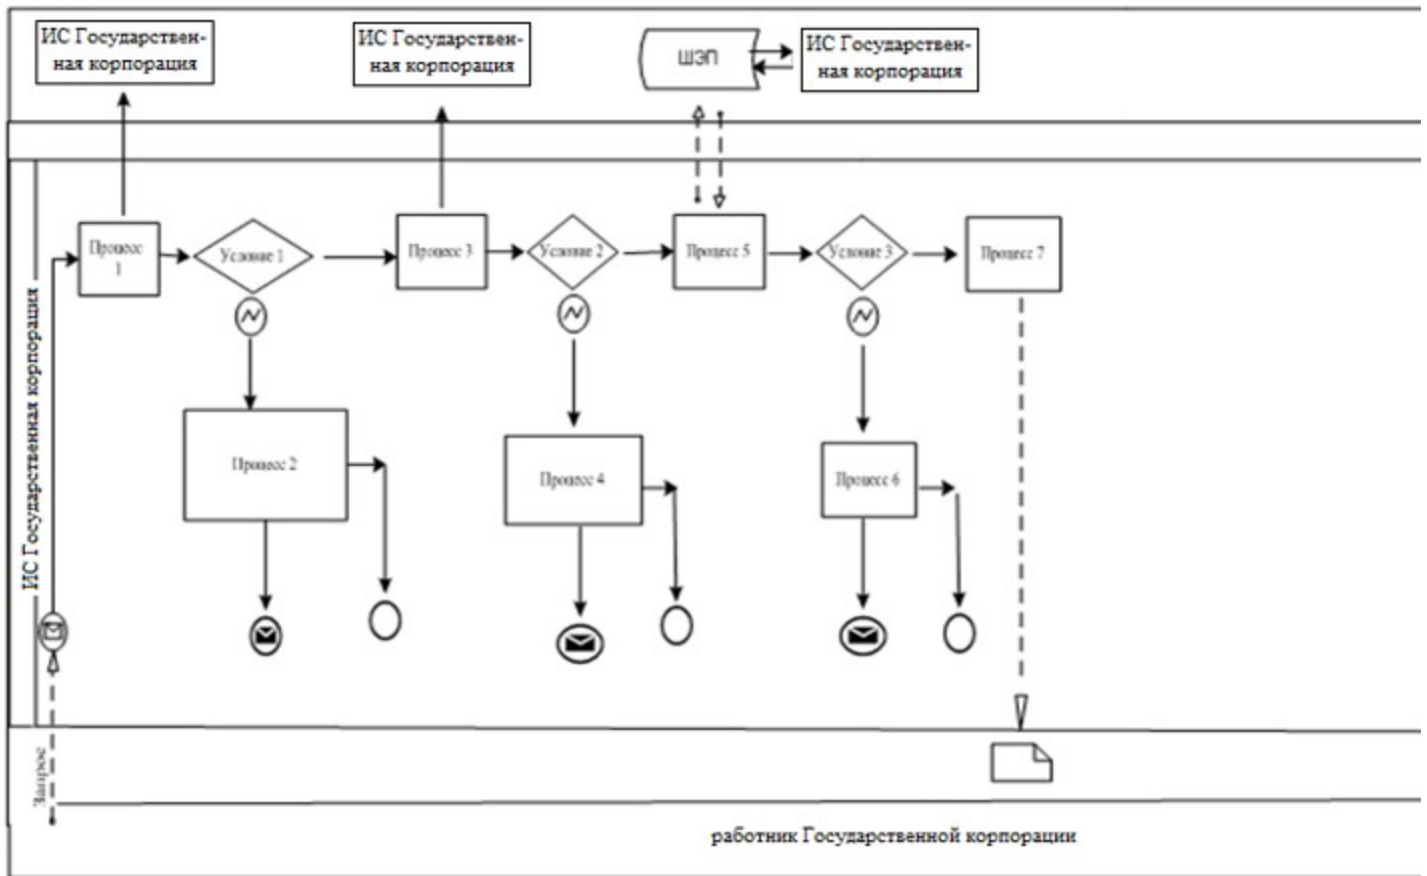 ИС Государствен-
ная корпорация
ИС Государствен-
ная корпорация
ШЭП
ИС Государствен-
ная корпорация
Процесс
1
Условие 1
Процесс 3
Условие 2
Процесс 5
Условие 3
Процесс 7
ИС Государственная корпорация
Процесс 2
Процесс 4
Процесс 6
Запрос
работник Государственной корпорации